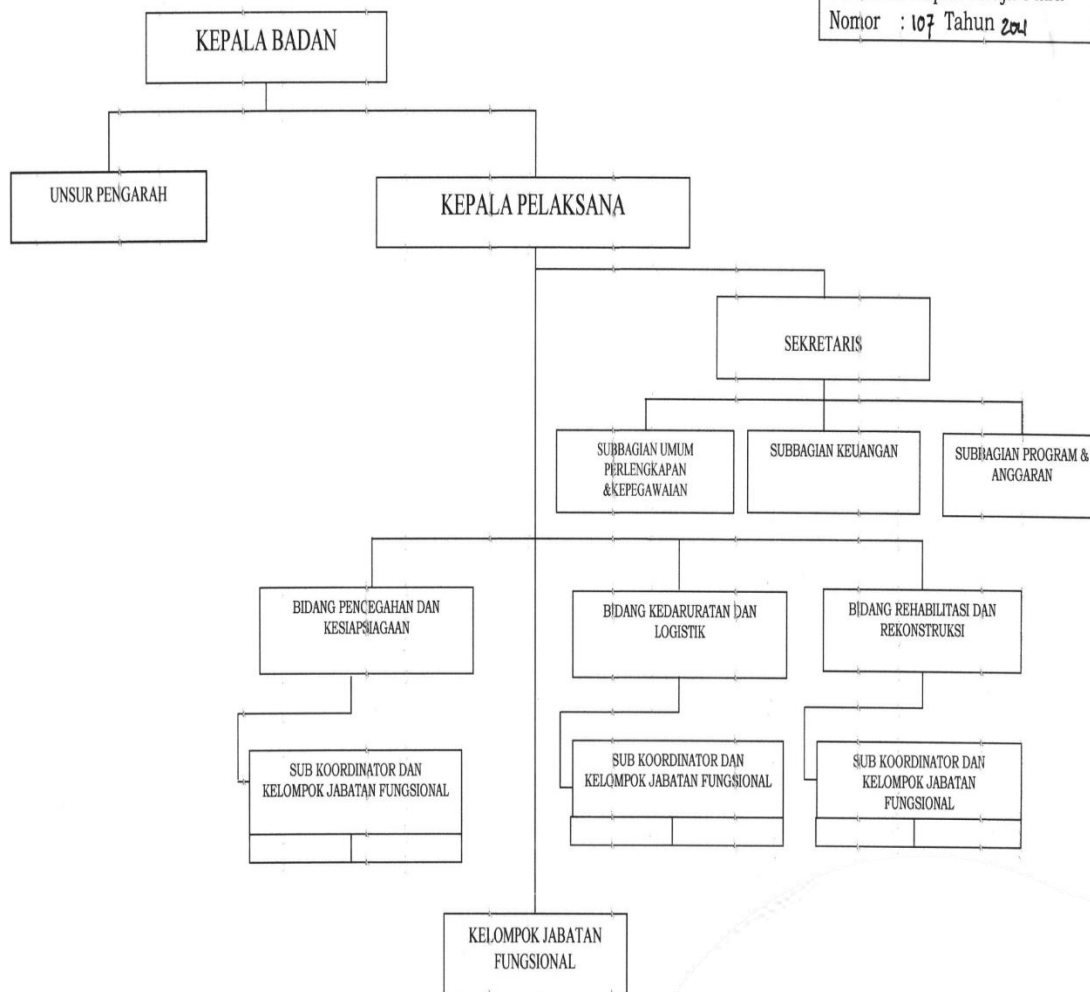 Nomor : 107 Tahun 2021
KEPALA BADAN
UNSUR PENGARAH
KEPALA PELAKSANA
SEKRETARIS
SUBBAGIAN UMUM
PERLENGKAPAN
&KEPEGAWAIAN
SUBBAGIAN KEUANGAN
SUBBAGIAN PROGRAM &
ANGGARAN
BIDANG PENCEGAHAN DAN
KESIAPSIAGAAN
BIDANG KEDARURATAN DAN
LOGISTIK
BIDANG REHABILITASI DAN
REKONSTRUKSI
SUB KOORDINATOR DAN
KELOMPOK JABATAN FUNGSIONAL
SUB KOORDINATOR DAN
KELOMPOK JABATAN FUNGSIONAL
SUB KOORDINATOR DAN
KELOMPOK JABATAN
FUNGSIONAL
KELOMPOK JABATAN
FUNGSIONAL